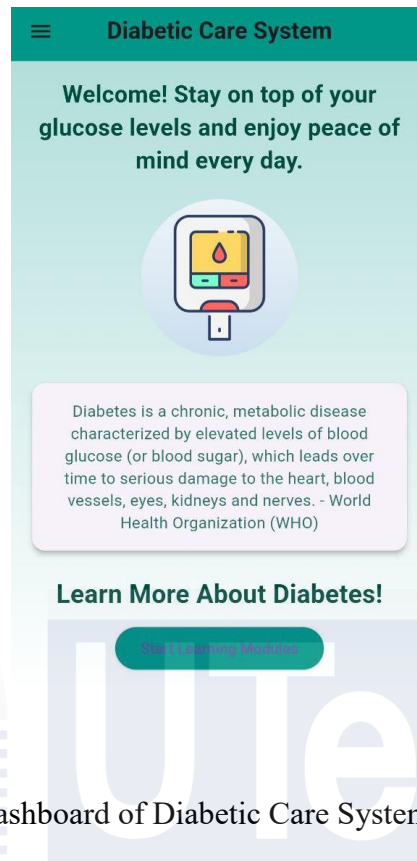 Diabetic Care System
Welcome! Stay on top of your
glucose levels and enjoy peace of
mind every day.
Diabetes is a chronic, metabolic disease
characterized by elevated levels of blood
glucose (or blood sugar), which leads over
time to serious damage to the heart, blood
vessels, eyes, kidneys and nerves. - World
Health Organization (WHO)
Learn More About Diabetes!
Start Learning Modules
UTe
ashboard of Diabetic Care System